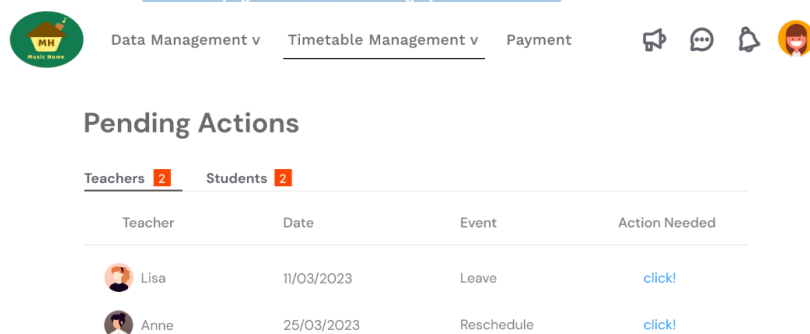 MH
Music Home
Data Management v Timetable Management v Payment
Pending Actions
Teachers 2 Students 2
Teacher Date Event Action Needed
Lisa 11/03/2023 Leave click!
Anne 25/03/2023 Reschedule click!